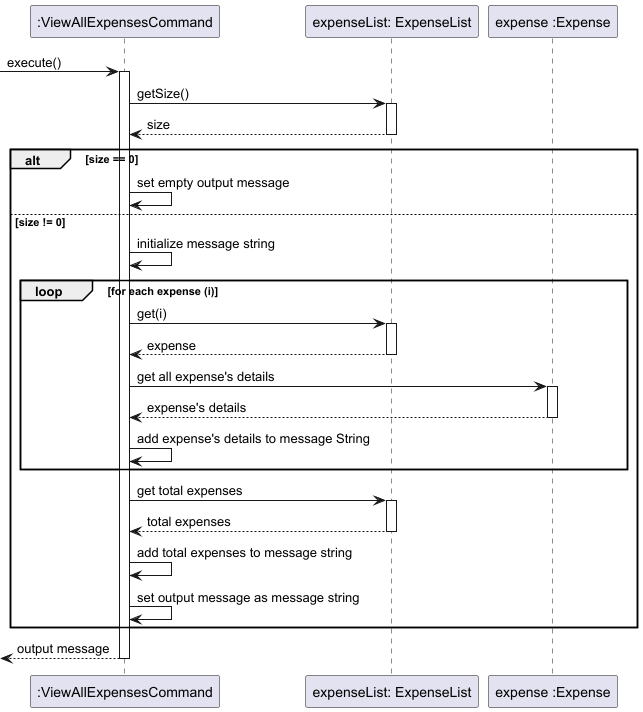 :ViewAllExpensesCommand
expenseList: ExpenseList
expense :Expense
execute()
getSize()
size
alt
[size == 0]
set empty output message
[size != 0]
initialize message string
loop
[for each expense (i)]
get(i)
expense
get all expense's details
expense's details
add expense's details to message String
get total expenses
total expenses
add total expenses to message string
set output message as message string
output message
:ViewAllExpensesCommand
expenseList: ExpenseList
expense :Expense